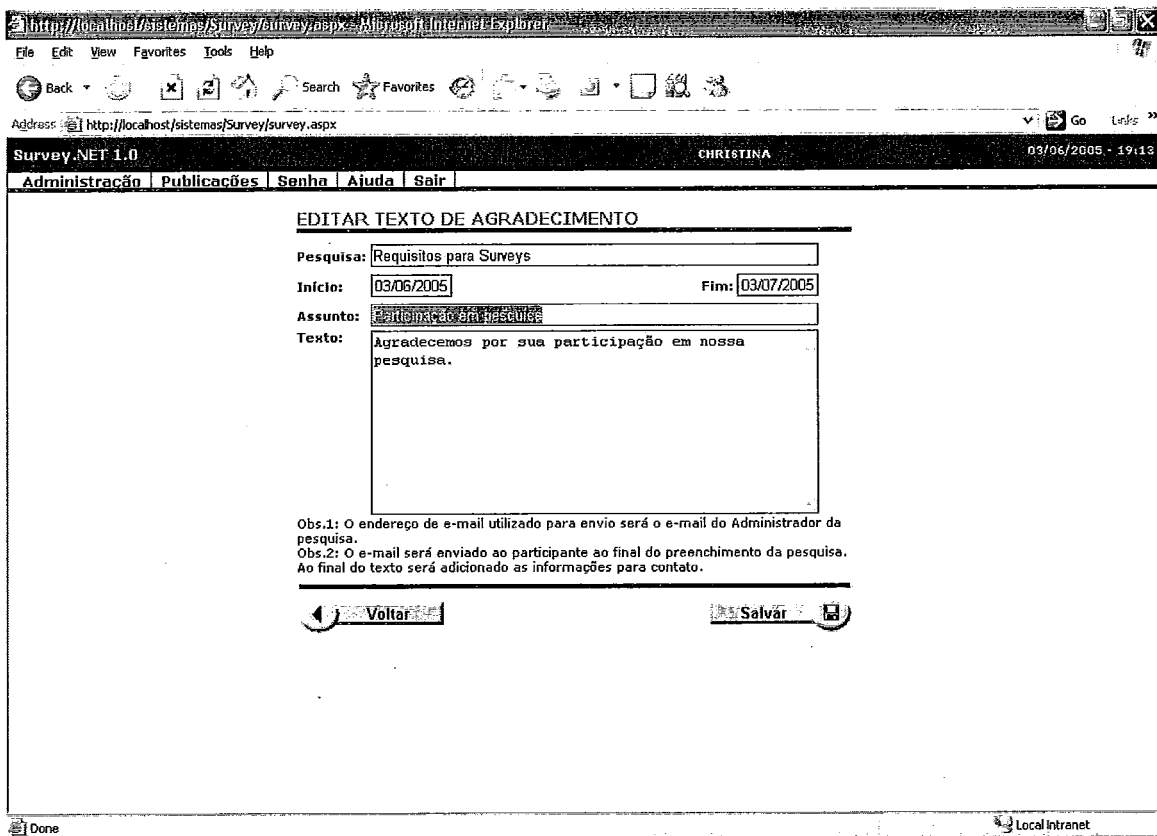 http://localhost/sistemas/Survey/survey.aspx - Microsoft Internet Explorer
File Edit View Favorites Tools Help
Back Search Favorites
Address http://localhost/sistemas/Survey/survey.aspx Go Links »
Survey.NET 1.0 CHRISTINA 03/06/2005 - 19:13
Administração | Publicações | Senha | Ajuda | Sair |
EDITAR TEXTO DE AGRADECIMENTO
Pesquisa: Requisitos para Surveys
Início: 03/06/2005 Fim: 03/07/2005
Assunto: Participação em pesquisa
Texto: Agradecemos por sua participação em nossa
pesquisa.
Obs.1: O endereço de e-mail utilizado para envio será o e-mail do Administrador da
pesquisa.
Obs.2: O e-mail será enviado ao participante ao final do preenchimento da pesquisa.
Ao final do texto será adicionado as informações para contato.
Voltar Salvar
Done Local intranet